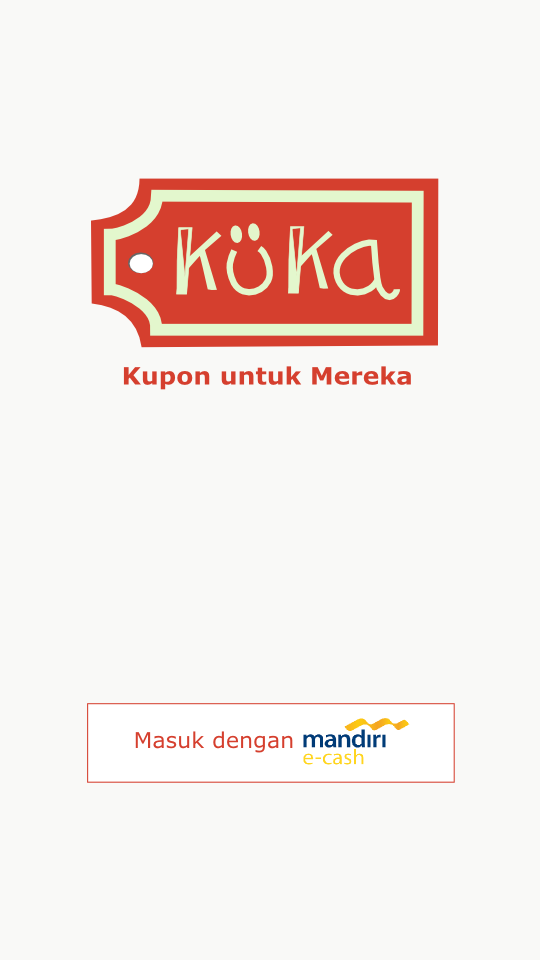 KüKa
Kupon untuk Mereka
Masuk dengan mandiri
e-cash